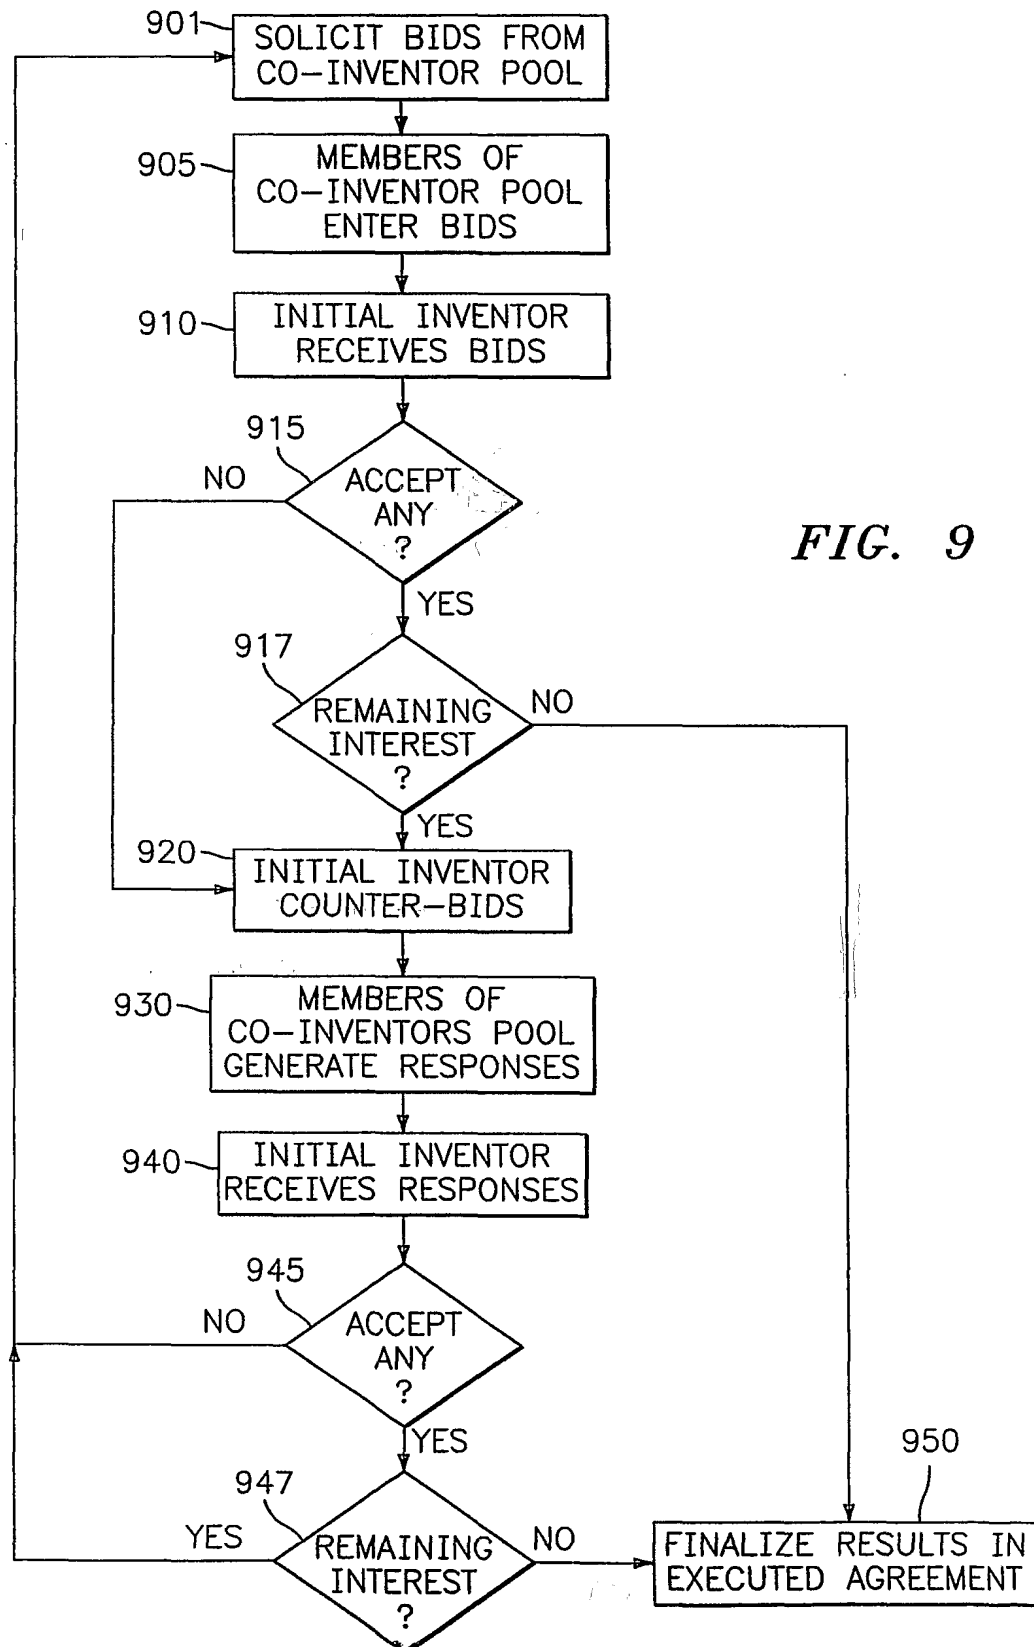 901
SOLICIT BIDS FROM
CO-INVENTOR POOL
905
MEMBERS OF
CO-INVENTOR POOL
ENTER BIDS
910
INITIAL INVENTOR
RECEIVES BIDS
915
NO
ACCEPT
ANY
?
FIG. 9
YES
917
REMAINING
INTEREST
?
NO
YES
920
INITIAL INVENTOR
COUNTER-BIDS
930
MEMBERS OF
CO-INVENTORS POOL
GENERATE RESPONSES
940
INITIAL INVENTOR
RECEIVES RESPONSES
945
NO
ACCEPT
ANY
?
YES
947
YES
REMAINING
INTEREST
?
NO
950
FINALIZE RESULTS IN
EXECUTED AGREEMENT